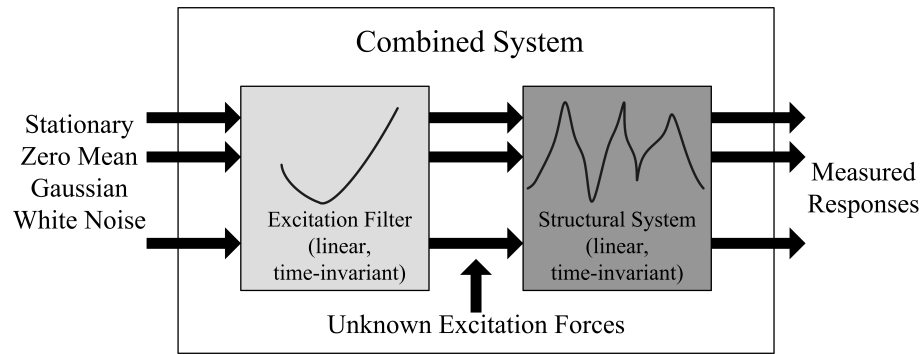 Combined System
Stationary
Zero Mean
Gaussian
White Noise
Excitation Filter
(linear,
time-invariant)
Structural System
(linear,
time-invariant)
Measured
Responses
Unknown Excitation Forces